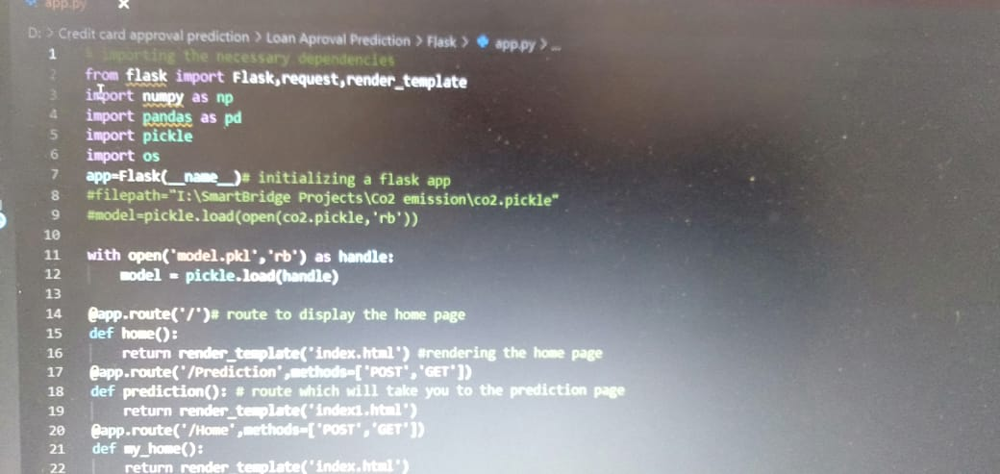 app.py ×
D: > Credit card approval prediction > Loan Aproval Prediction > Flask > app.py > ...
1 # importing the necessary dependencies
2 from flask import Flask,request,render_template
3 import numpy as np
4 import pandas as pd
5 import pickle
6 import os
7 app=Flask(__name__)# initializing a flask app
8 #filepath="I:\SmartBridge Projects\Co2 emission\co2.pickle"
9 #model=pickle.load(open(co2.pickle,'rb'))
10
11 with open('model.pkl','rb') as handle:
12 model = pickle.load(handle)
13
14 @app.route('/')# route to display the home page
15 def home():
16 return render_template('index.html') #rendering the home page
17 @app.route('/Prediction',methods=['POST','GET'])
18 def prediction(): # route which will take you to the prediction page
19 return render_template('index1.html')
20 @app.route('/Home',methods=['POST','GET'])
21 def my_home():
22 return render_template('index.html')